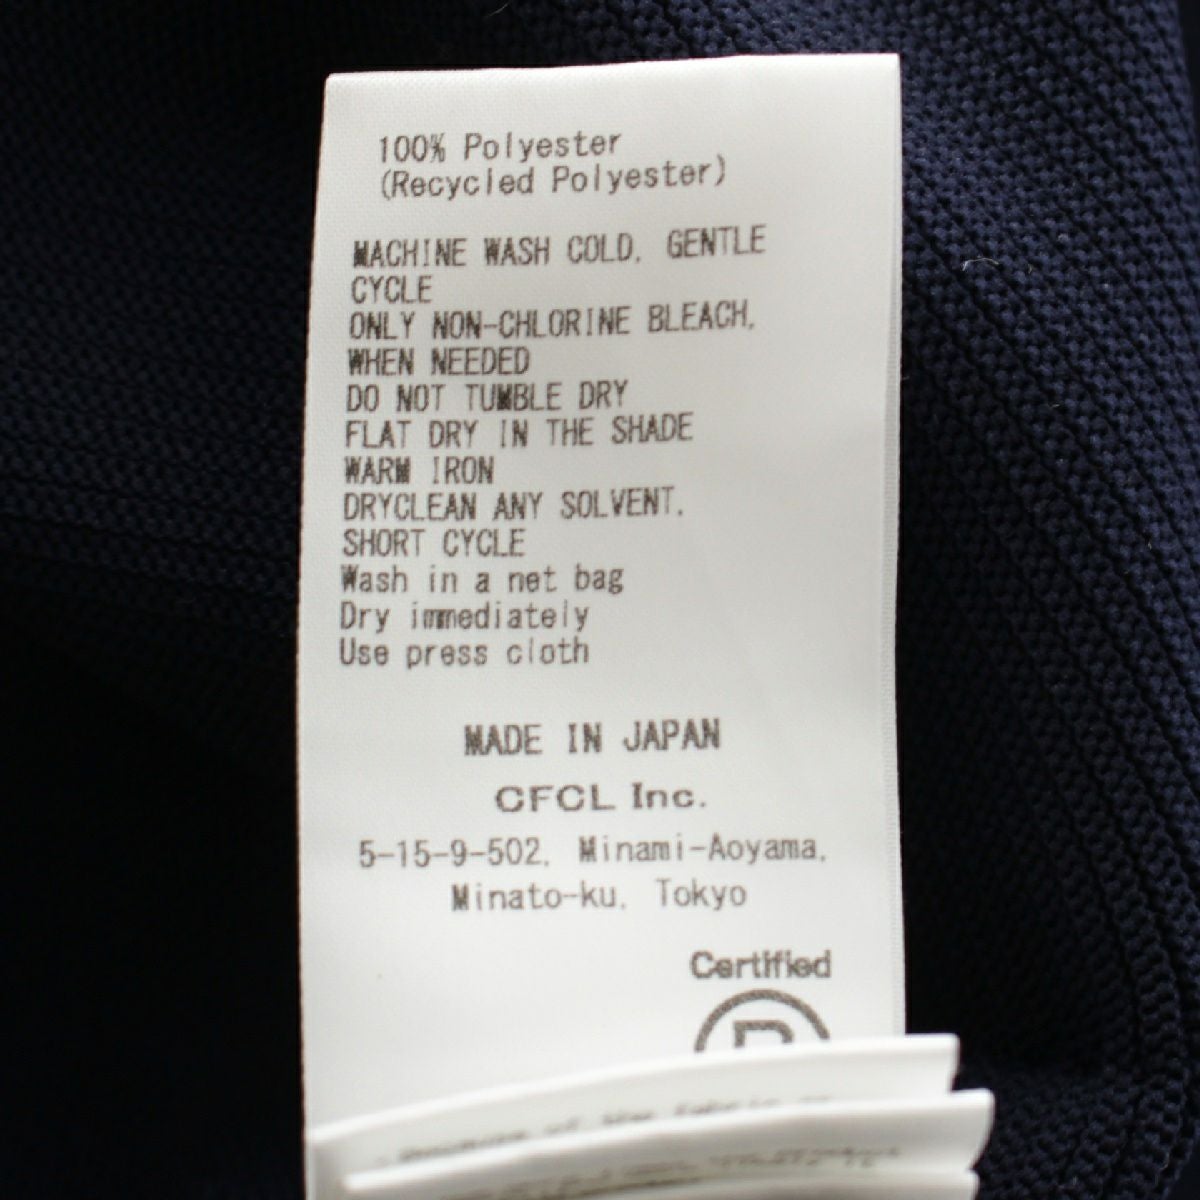 100% Polyester
(Recycled Polyester)
MACHINE WASH COLD, GENTLE
CYCLE
ONLY NON-CHLORINE BLEACH,
WHEN NEEDED
DO NOT TUMBLE DRY
FLAT DRY IN THE SHADE
WARM IRON
DRYCLEAN ANY SOLVENT,
SHORT CYCLE
Wash in a net bag
Dry immediately
Use press cloth
MADE IN JAPAN
CFCL Inc.
5-15-9-502, Minami-Aoyama,
Minato-ku, Tokyo
Certified